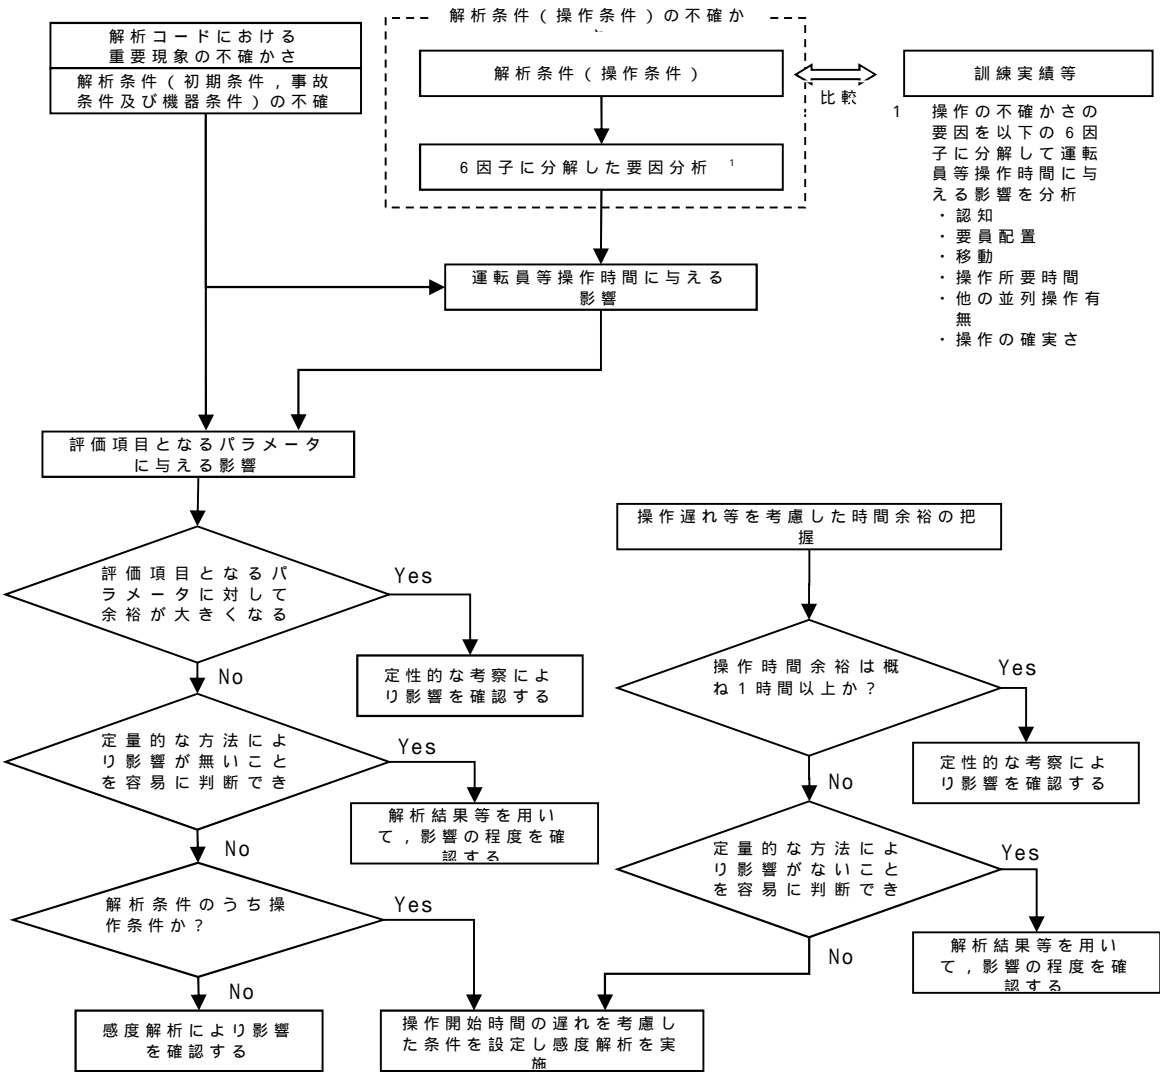 解析コードにおける
重要現象の不確かさ
解析条件(初期条件,事故
条件及び機器条件)の不確
解析条件(操作条件)の不確か
解析条件(操作条件)
6因子に分解した要因分析 1
比較
訓練実績等
1 操作の不確かさの
要因を以下の6因
子に分解して運転
員等操作時間に与
える影響を分析
・認知
・要員配置
・移動
・操作所要時間
・他の並列操作有
無
・操作の確実さ
運転員等操作時間に与える
影響
評価項目となるパラメータ
に与える影響
評価項目となるパ
ラメータに対して
余裕が大きくなる
Yes
No
定性的な考察によ
り影響を確認する
定量的な方法によ
り影響が無いこと
を容易に判断でき
Yes
No
解析結果等を用い
て,影響の程度を確
認する
解析条件のうち操
作条件か?
Yes
No
感度解析により影響
を確認する
操作開始時間の遅れを考慮し
た条件を設定し感度解析を実
施
操作遅れ等を考慮した時間余裕の把
握
操作時間余裕は概
ね1時間以上か?
Yes
No
定性的な考察によ
り影響を確認する
定量的な方法によ
り影響がないこと
を容易に判断でき
Yes
No
解析結果等を用い
て,影響の程度を確
認する